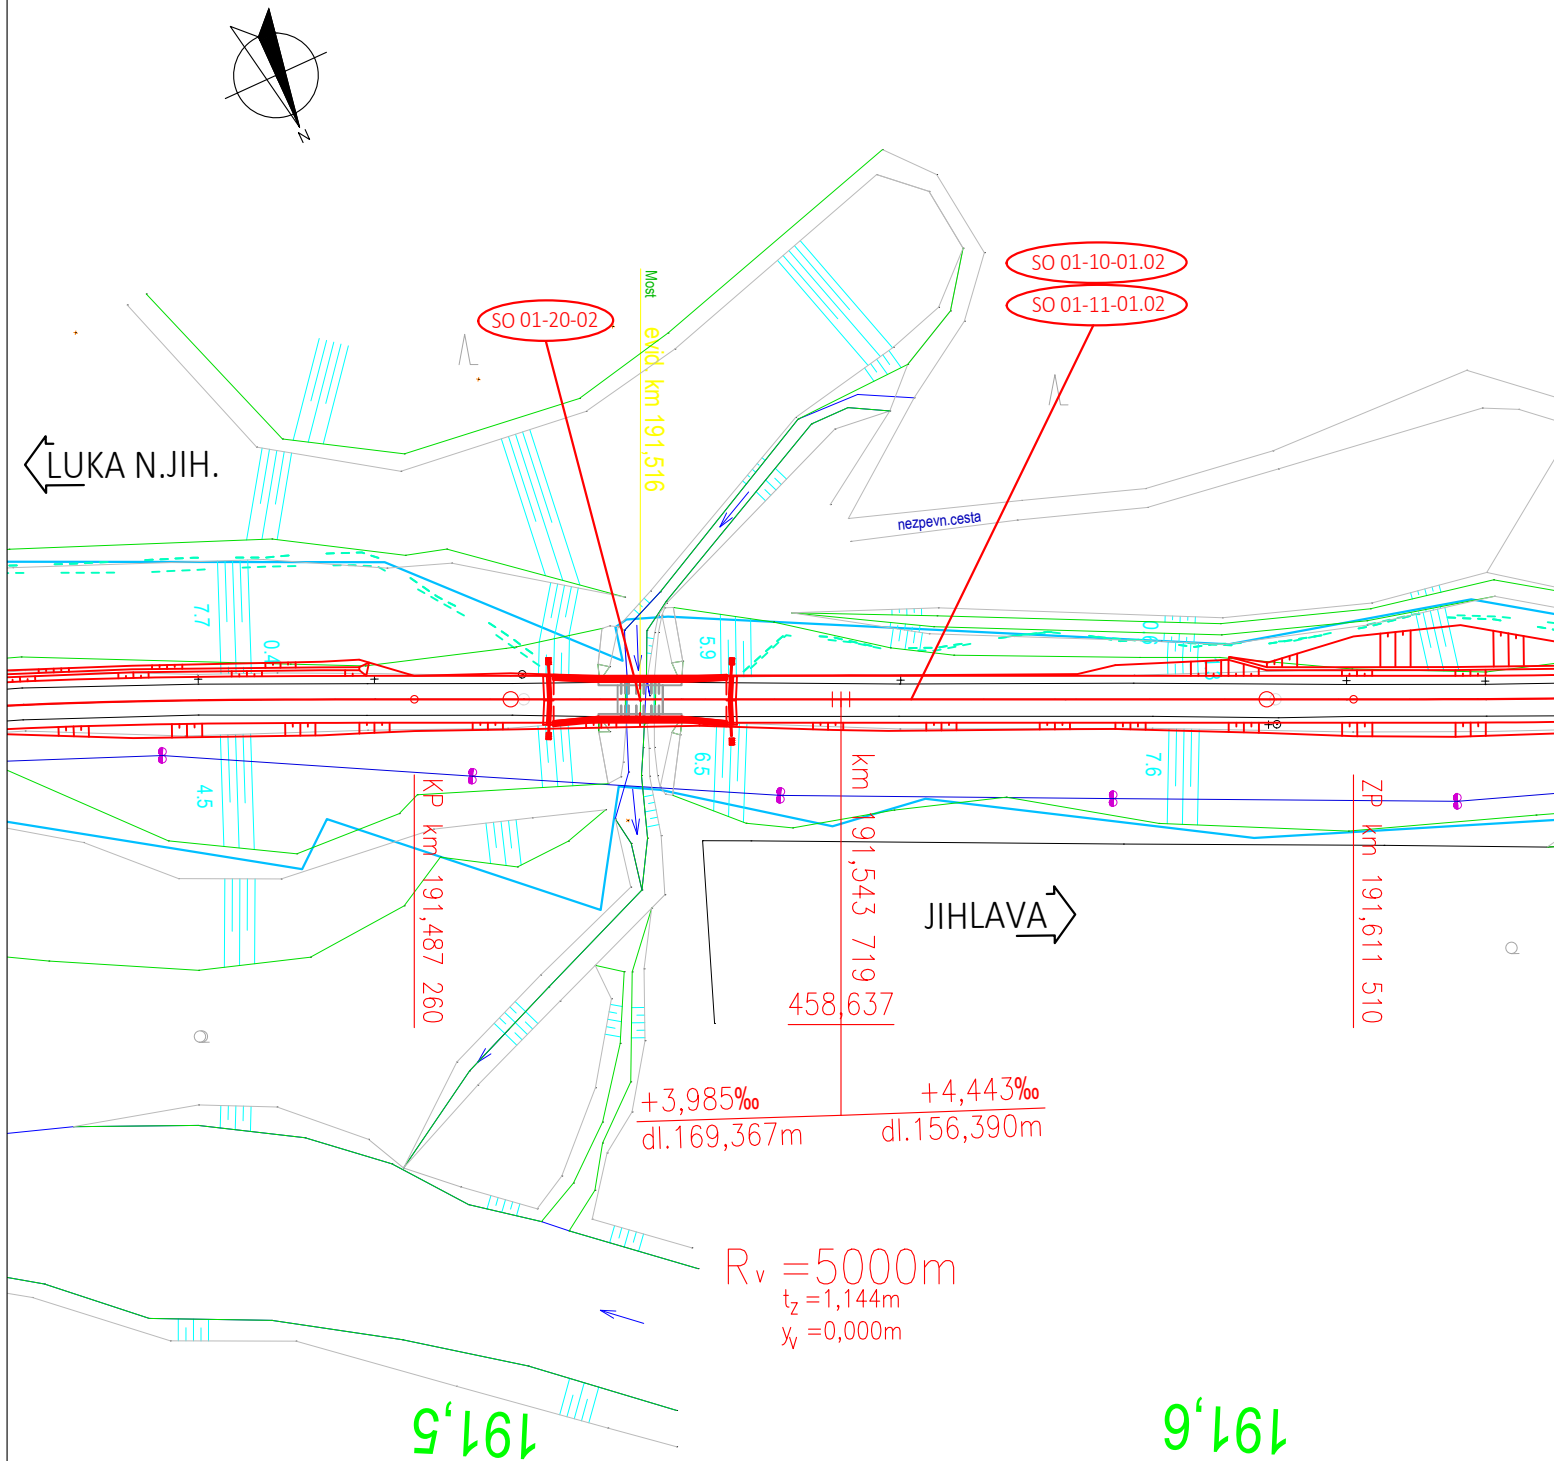 N
SO 01-10-01.02
SO 01-11-01.02
SO 01-20-02
Most
evid. km 191,516
LUKA N.JIH.
nezpevn.cesta
7.7
0.4
5.9
0.6
4.5
6.5
7.6
KP km 191,487 260
km 191,543 719
ZP km 191,611 510
JIHLAVA
458,637
+3,985‰
+4,443‰
dl.169,367m
dl.156,390m
Rv =5000m
tz =1,144m
yv =0,000m
191,5
191,6